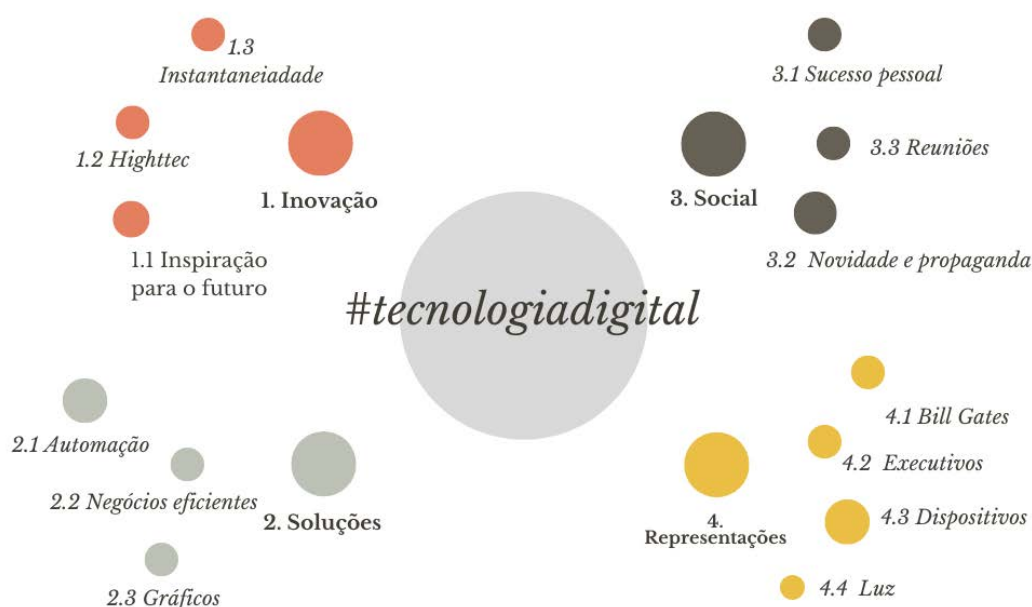 1.3
Instantaneiadade
1.2 Highttec
1. Inovação
1.1 Inspiração
para o futuro
3.1 Sucesso pessoal
3.3 Reuniões
3. Social
3.2 Novidade e propaganda
#tecnologiadigital
2.1 Automação
2.2 Negócios eficientes
2. Soluções
2.3 Gráficos
4.1 Bill Gates
4.2 Executivos
4.
Representações
4.3 Dispositivos
4.4 Luz